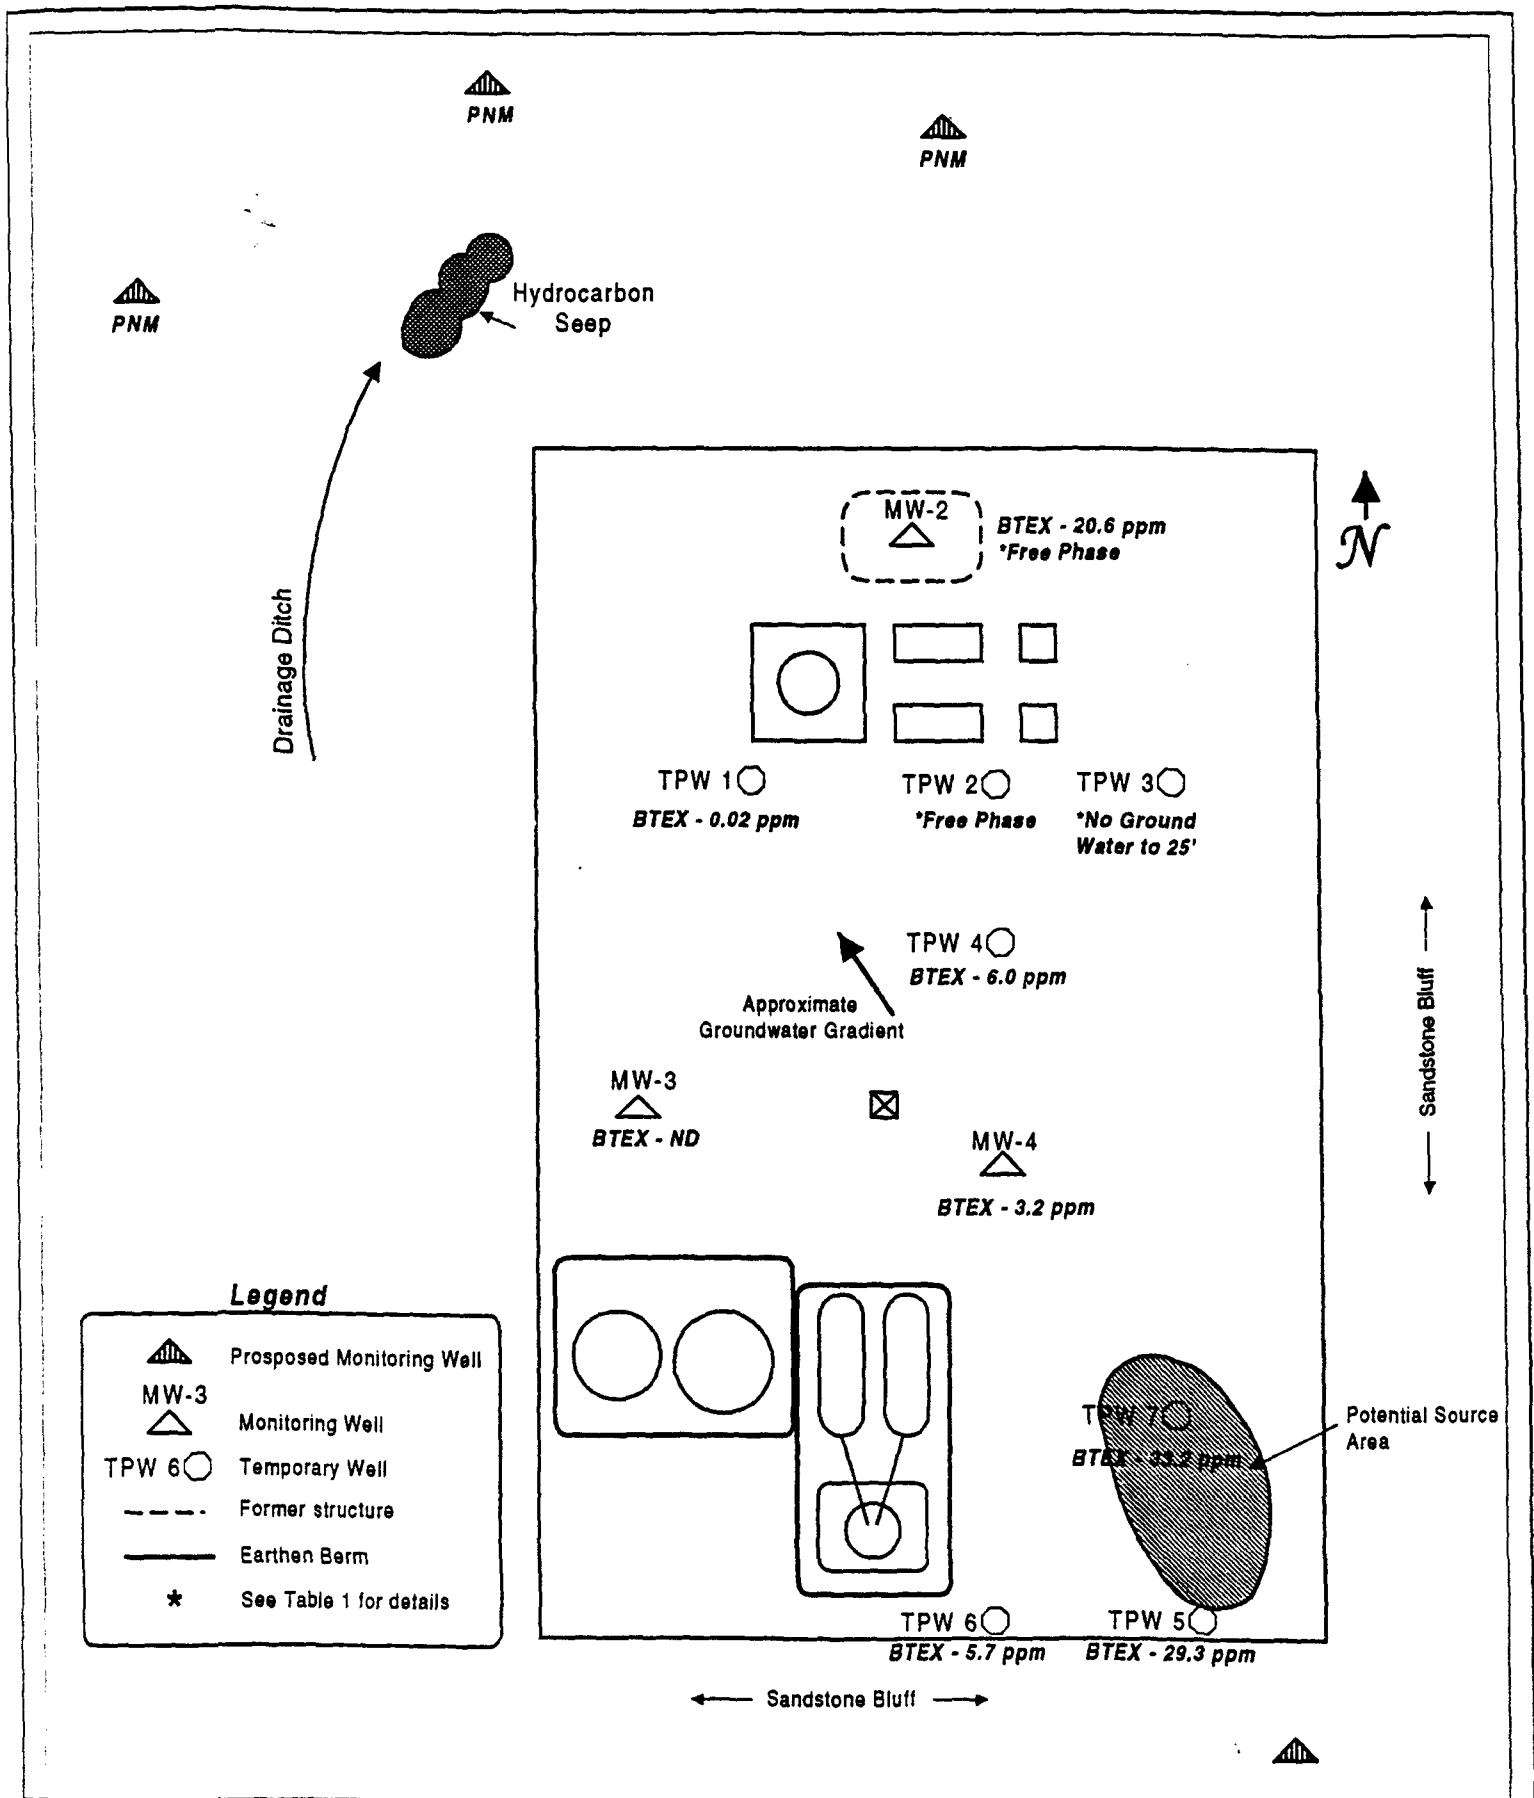 PNM
PNM
PNM
Hydrocarbon
Seep
Drainage Ditch
MW-2
BTEX - 20.6 ppm
*Free Phase
N
TPW 1
BTEX - 0.02 ppm
TPW 2
*Free Phase
TPW 3
*No Ground
Water to 25'
TPW 4
BTEX - 6.0 ppm
Approximate
Groundwater Gradient
Sandstone Bluff
MW-3
BTEX - ND
MW-4
BTEX - 3.2 ppm
Legend
Prosposed Monitoring Well
MW-3
Monitoring Well
TPW 6
Temporary Well
Former structure
Earthen Berm
* See Table 1 for details
TPW 7
BTEX - 33.2 ppm
Potential Source
Area
TPW 6
BTEX - 5.7 ppm
TPW 5
BTEX - 29.3 ppm
Sandstone Bluff